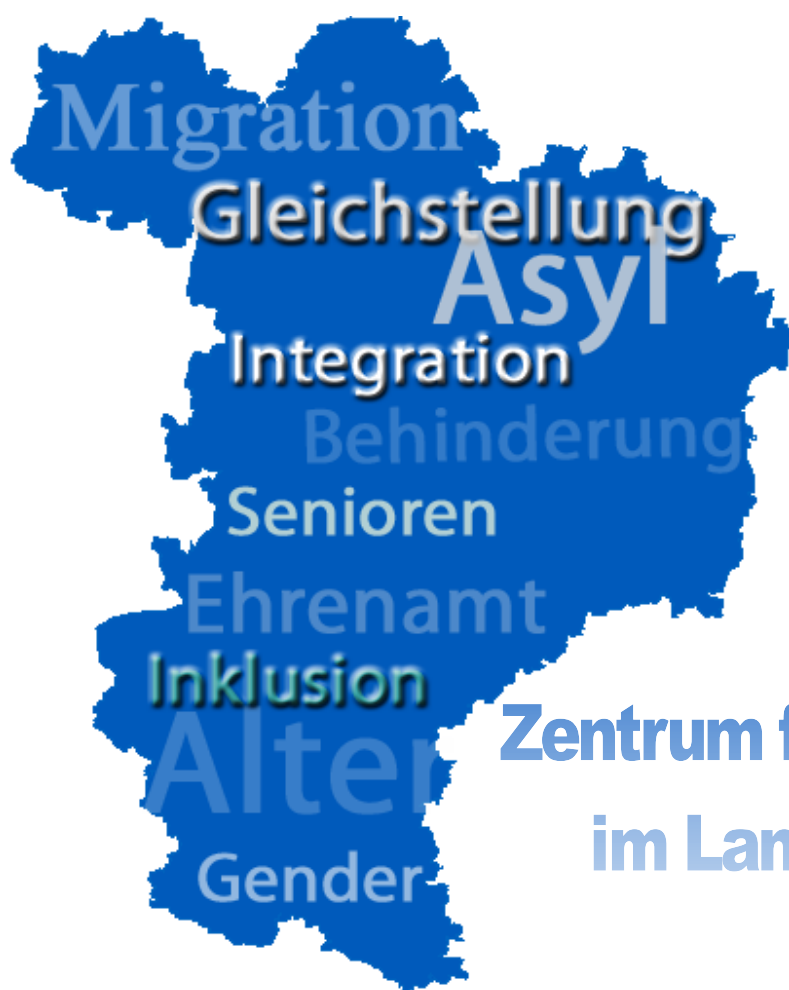 Migration
Gleichstellung
Asyl
Integration
Behinderung
Senioren
Ehrenamt
Inklusion
Alter
Zentrum f
im Lan
Gender